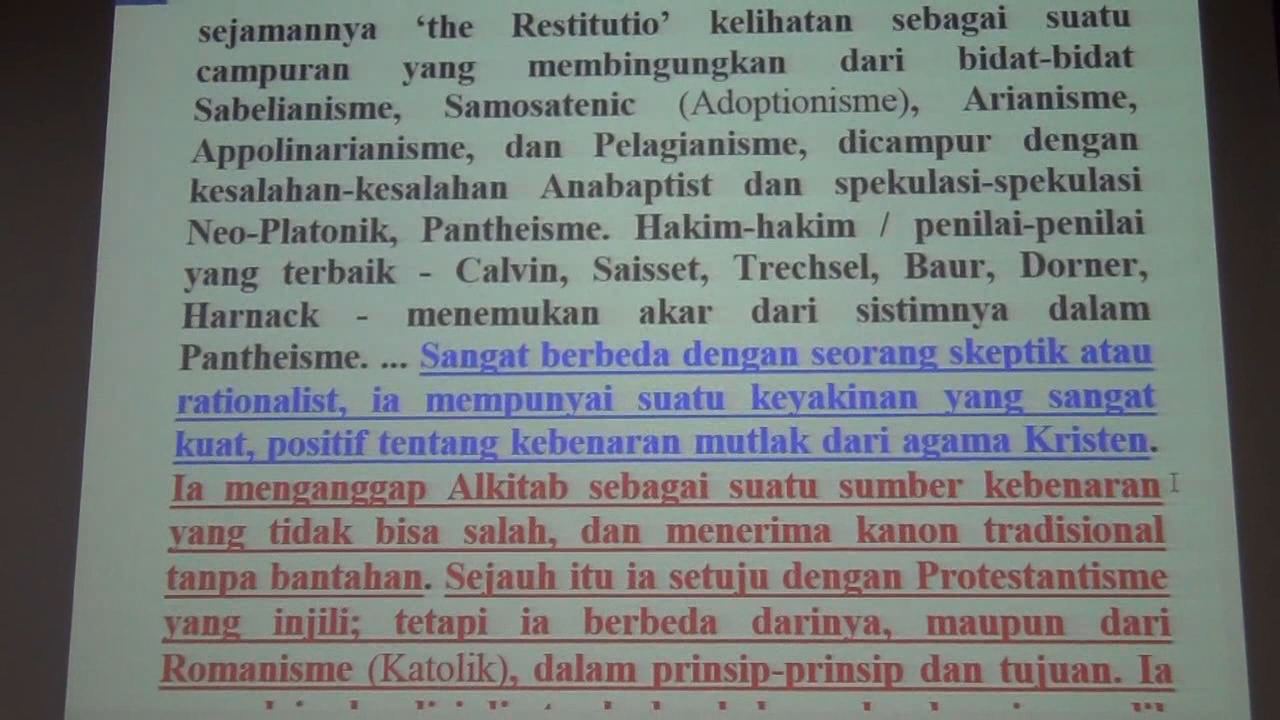 sejamannya ‘the Restitutio’ kelihatan sebagai suatu
campuran yang membingungkan dari bidat-bidat
Sabelianisme, Samosatenic (Adoptionisme), Arianisme,
Appolinarianisme, dan Pelagianisme, dicampur dengan
kesalahan-kesalahan Anabaptist dan spekulasi-spekulasi
Neo-Platonik, Pantheisme. Hakim-hakim / penilai-penilai
yang terbaik - Calvin, Saisset, Trechsel, Baur, Dorner,
Harnack - menemukan akar dari sistimnya dalam
Pantheisme. ... Sangat berbeda dengan seorang skeptik atau
rationalist, ia mempunyai suatu keyakinan yang sangat
kuat, positif tentang kebenaran mutlak dari agama Kristen.
Ia menganggap Alkitab sebagai suatu sumber kebenaran
yang tidak bisa salah, dan menerima kanon tradisional
tanpa bantahan. Sejauh itu ia setuju dengan Protestantisme
yang injili; tetapi ia berbeda darinya, maupun dari
Romanisme (Katolik), dalam prinsip-prinsip dan tujuan. Ia